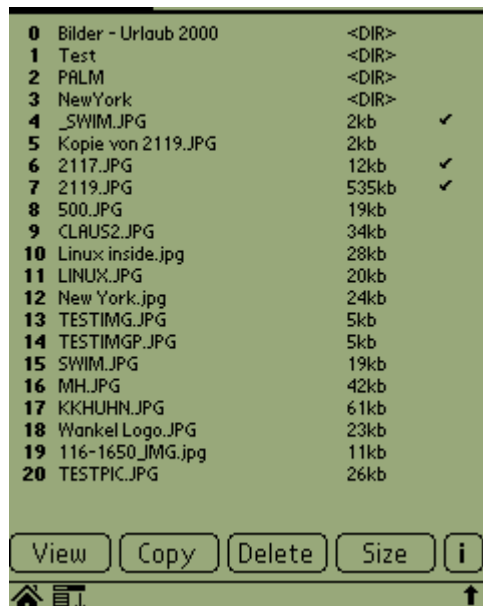 0 Bilder - Urlaub 2000 <DIR>
1 Test <DIR>
2 PALM <DIR>
3 NewYork <DIR>
4 _SWIM.JPG 2kb ✔
5 Kopie von 2119.JPG 2kb
6 2117.JPG 12kb ✔
7 2119.JPG 535kb ✔
8 500.JPG 19kb
9 CLAUS2.JPG 34kb
10 Linux inside.jpg 28kb
11 LINUX.JPG 20kb
12 New York.jpg 24kb
13 TESTIMG.JPG 5kb
14 TESTIMGP.JPG 5kb
15 SWIM.JPG 19kb
16 MH.JPG 42kb
17 KKHUHN.JPG 61kb
18 Wankel Logo.JPG 23kb
19 116-1650_IMG.jpg 11kb
20 TESTPIC.JPG 26kb
View Copy Delete Size i